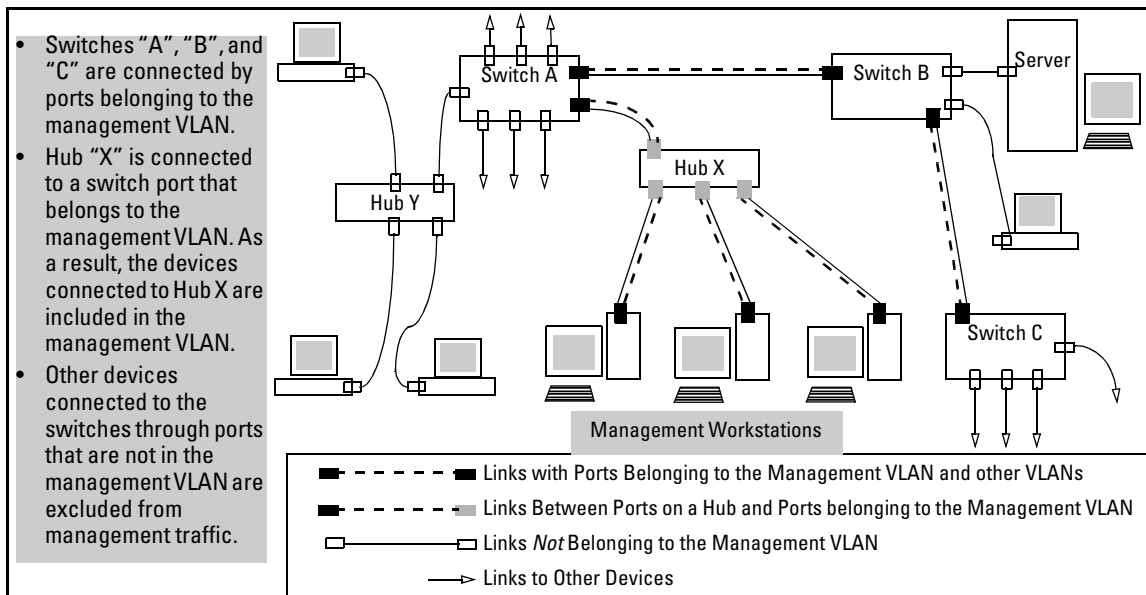 • Switches “A”, “B”, and
“C” are connected by
ports belonging to the
management VLAN.
• Hub “X” is connected
to a switch port that
belongs to the
management VLAN. As
a result, the devices
connected to Hub X are
included in the
management VLAN.
• Other devices
connected to the
switches through ports
that are not in the
management VLAN are
excluded from
management traffic.
Switch A
Switch B
Server
Hub X
Hub Y
Switch C
Management Workstations
Links with Ports Belonging to the Management VLAN and other VLANs
Links Between Ports on a Hub and Ports belonging to the Management VLAN
Links Not Belonging to the Management VLAN
Links to Other Devices